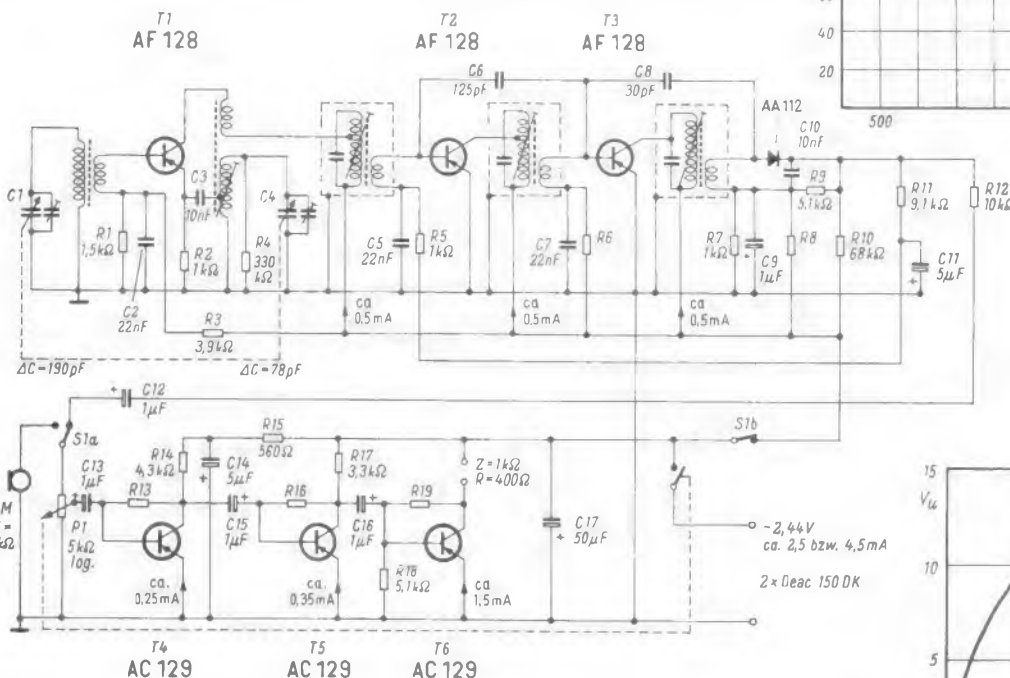 T1
AF 128
T2
AF 128
T3
AF 128
40
20
500
C6
125pF
C8
30pF
AA112
C10
10nF
C1
R1
1,5kΩ
C2
22nF
C3
10nF
R2
1kΩ
R4
330
kΩ
C4
C5
22nF
R5
1kΩ
C7
22nF
R6
R7
1kΩ
C9
1µF
R8
R9
5,1kΩ
R10
68kΩ
R11
9,1kΩ
R12
10kΩ
C11
5µF
R3
3,9kΩ
ca
0,5mA
ca
0,5mA
ca
0,5mA
ΔC=190pF
ΔC=78pF
C12
1µF
S1a
S1b
M
kΩ
C13
1µF
P1
5kΩ
log.
R13
R14
4,3kΩ
C14
5µF
R15
560Ω
C15
1µF
R16
R17
3,3kΩ
C16
1µF
R18
5,1kΩ
R19
Z=1kΩ
R=400Ω
C17
50µF
ca.
0,25mA
ca.
0,35mA
ca
1,5mA
-2,44V
ca. 2,5 bzw. 4,5mA
2x Deac 150 DK
T4
AC 129
T5
AC 129
T6
AC 129
15
Vu
10
5